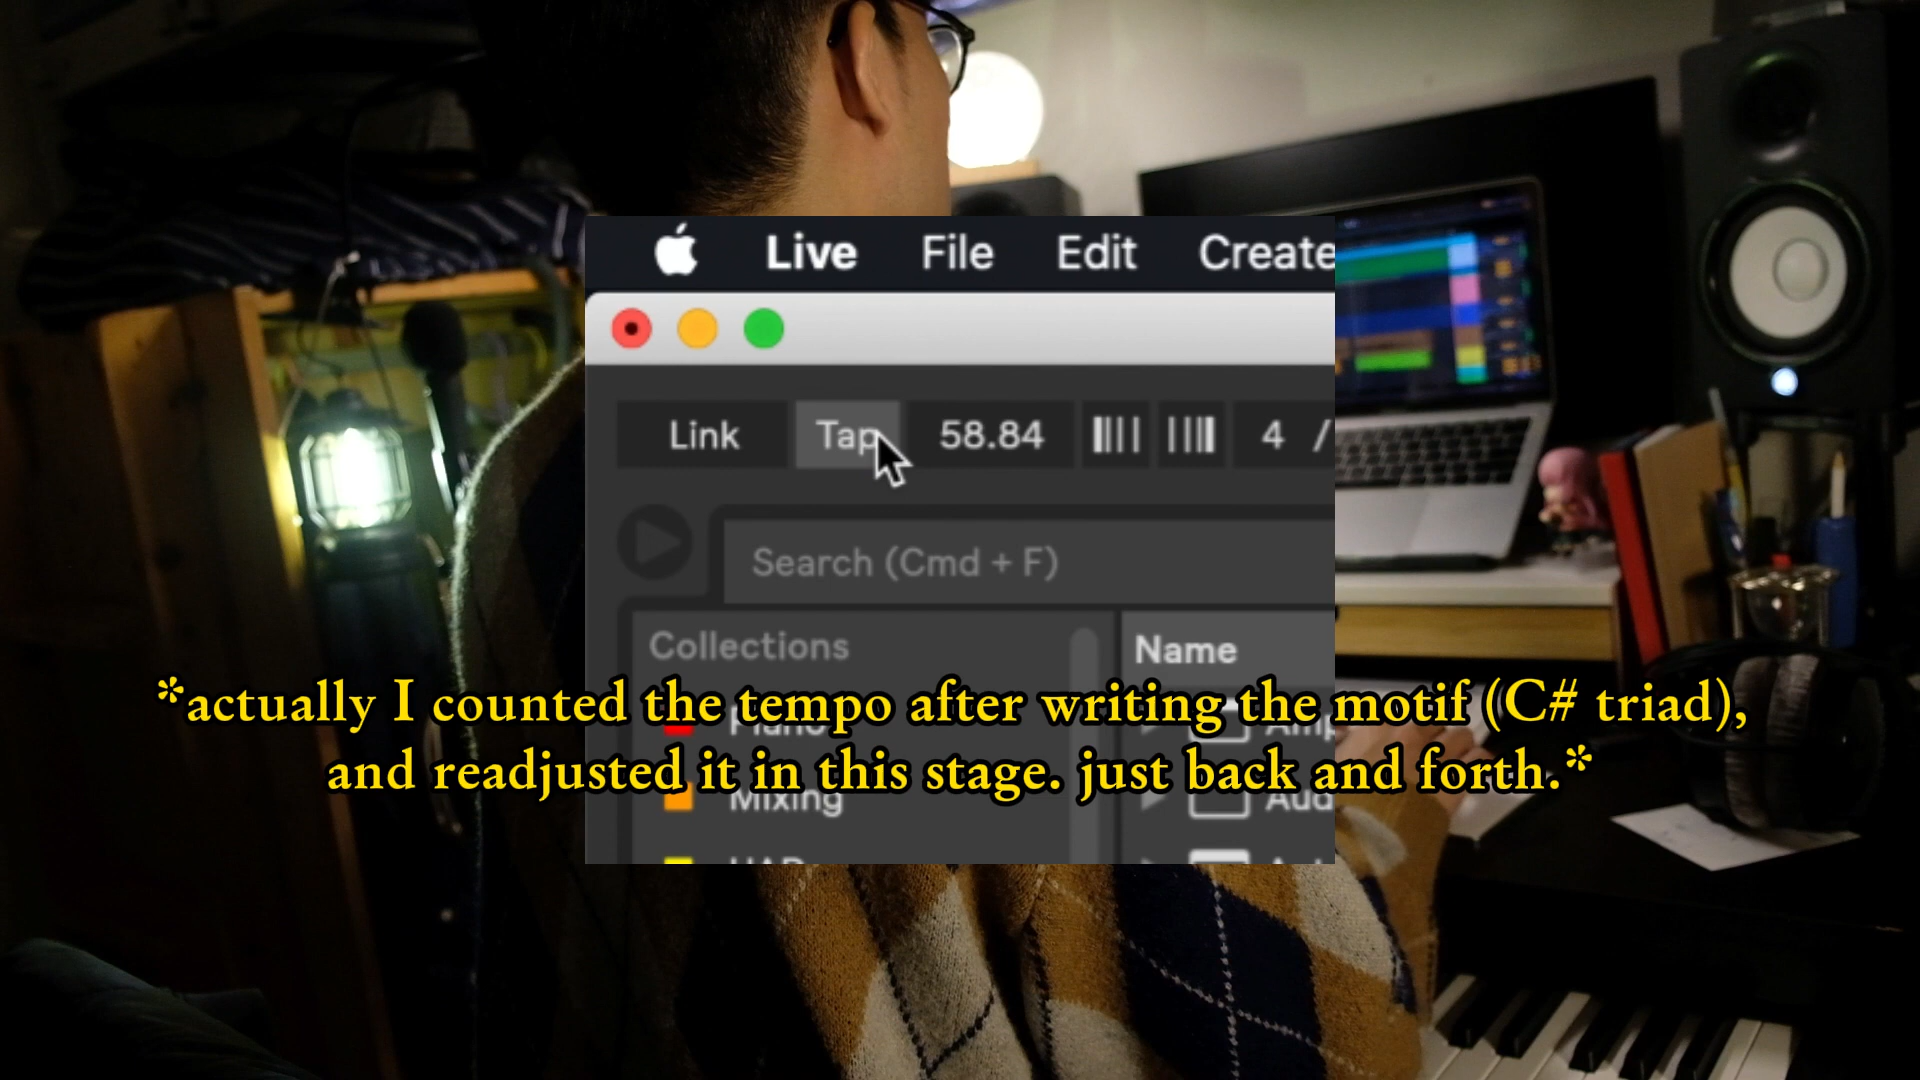 Live File Edit Create
Link Tap 58.84 4 /
Search (Cmd + F)
Collections
Name
*actually I counted the tempo after writing the motif (C# triad),
and readjusted it in this stage. just back and forth.*
Mixing